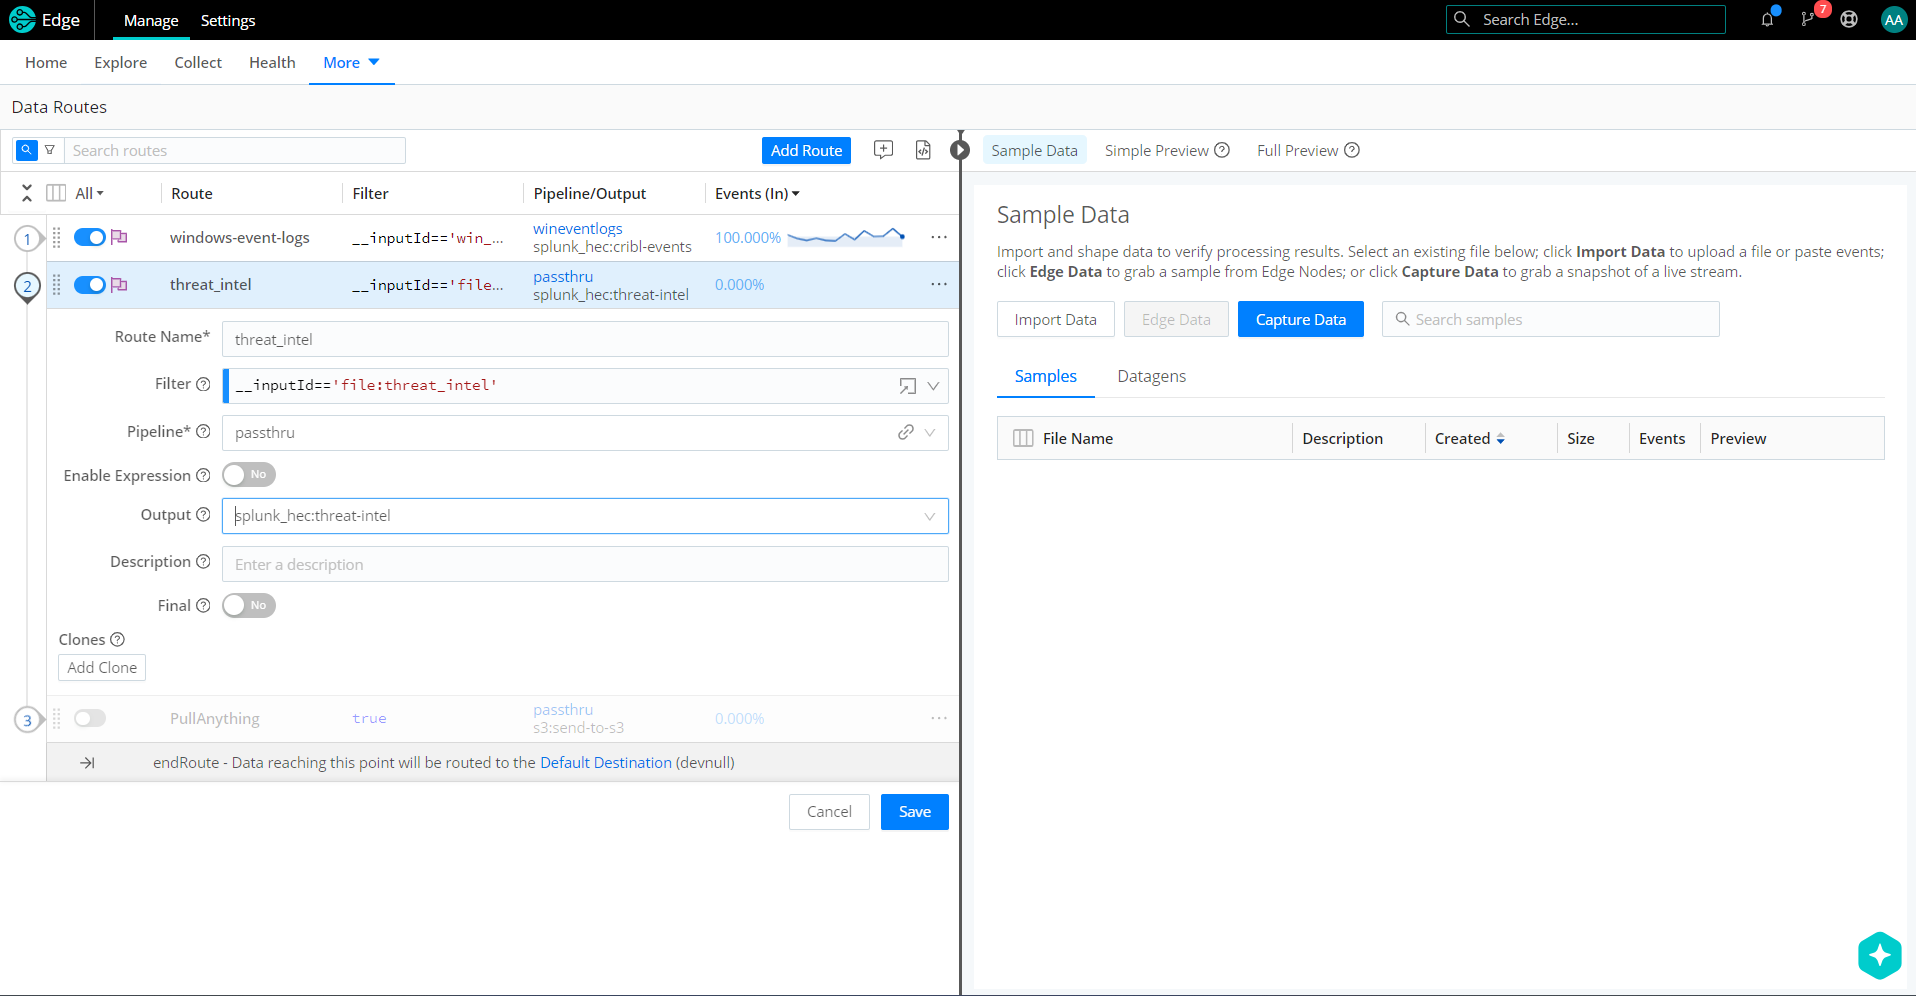 Edge
Manage
Settings
Search Edge...
7
AA
Home
Explore
Collect
Health
More
Data Routes
Search routes
Add Route
Sample Data
Simple Preview
Full Preview
All
Route
Filter
Pipeline/Output
Events (In)
1
windows-event-logs
__inputId=='win_...
wineventlogs
splunk_hec:cribl-events
100.000%
...
2
threat_intel
__inputId=='file...
passthru
splunk_hec:threat-intel
0.000%
...
Route Name*
threat_intel
Filter
__inputId=='file:threat_intel'
Pipeline*
passthru
Enable Expression
No
Output
splunk_hec:threat-intel
Description
Enter a description
Final
No
Clones
Add Clone
3
PullAnything
true
passthru
s3:send-to-s3
0.000%
...
endRoute - Data reaching this point will be routed to the Default Destination (devnull)
Cancel
Save
Sample Data
Import and shape data to verify processing results. Select an existing file below; click Import Data to upload a file or paste events;
click Edge Data to grab a sample from Edge Nodes; or click Capture Data to grab a snapshot of a live stream.
Import Data
Edge Data
Capture Data
Search samples
Samples
Datagens
File Name
Description
Created
Size
Events
Preview